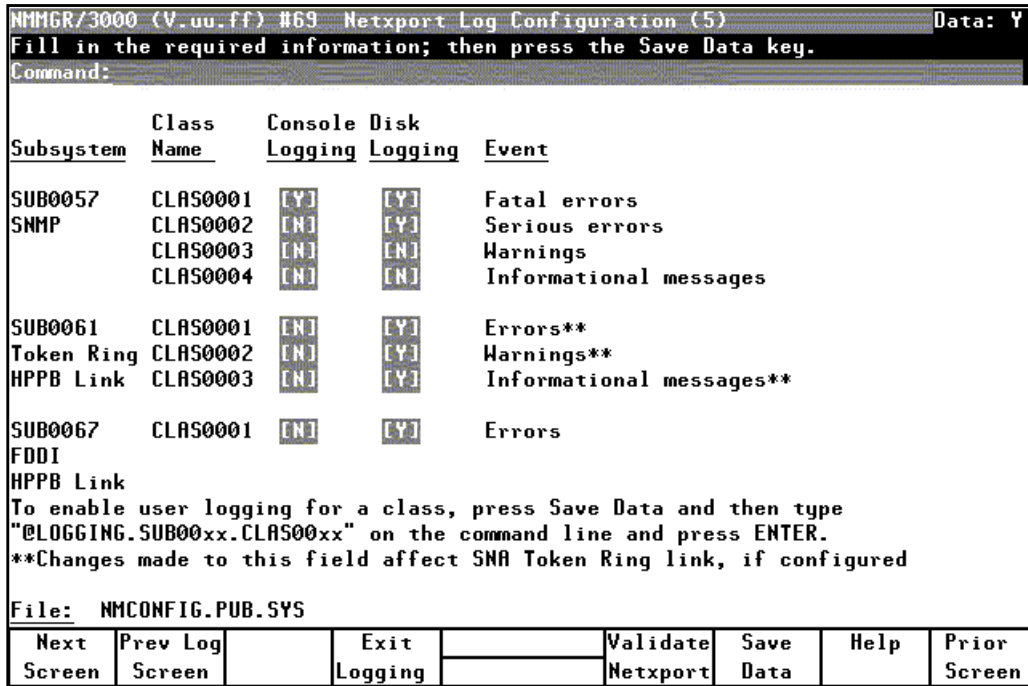 NMMGR/3000 (V.uu.ff) #69 Netxport Log Configuration (5) Data: Y
Fill in the required information; then press the Save Data key.
Command:
Class Console Disk
Subsystem Name Logging Logging Event
SUB0057 CLAS0001 [Y] [Y] Fatal errors
SNMP CLAS0002 [N] [Y] Serious errors
CLAS0003 [N] [N] Warnings
CLAS0004 [N] [N] Informational messages
SUB0061 CLAS0001 [N] [Y] Errors**
Token Ring CLAS0002 [N] [Y] Warnings**
HPPB Link CLAS0003 [N] [Y] Informational messages**
SUB0067 CLAS0001 [N] [Y] Errors
FDDI
HPPB Link
To enable user logging for a class, press Save Data and then type
"@LOGGING.SUB00xx.CLAS00xx" on the command line and press ENTER.
**Changes made to this field affect SNA Token Ring link, if configured
File: NMCONFIG.PUB.SYS
Next Prev Log Exit Validate Save Help Prior
Screen Screen Logging Netxport Data Screen